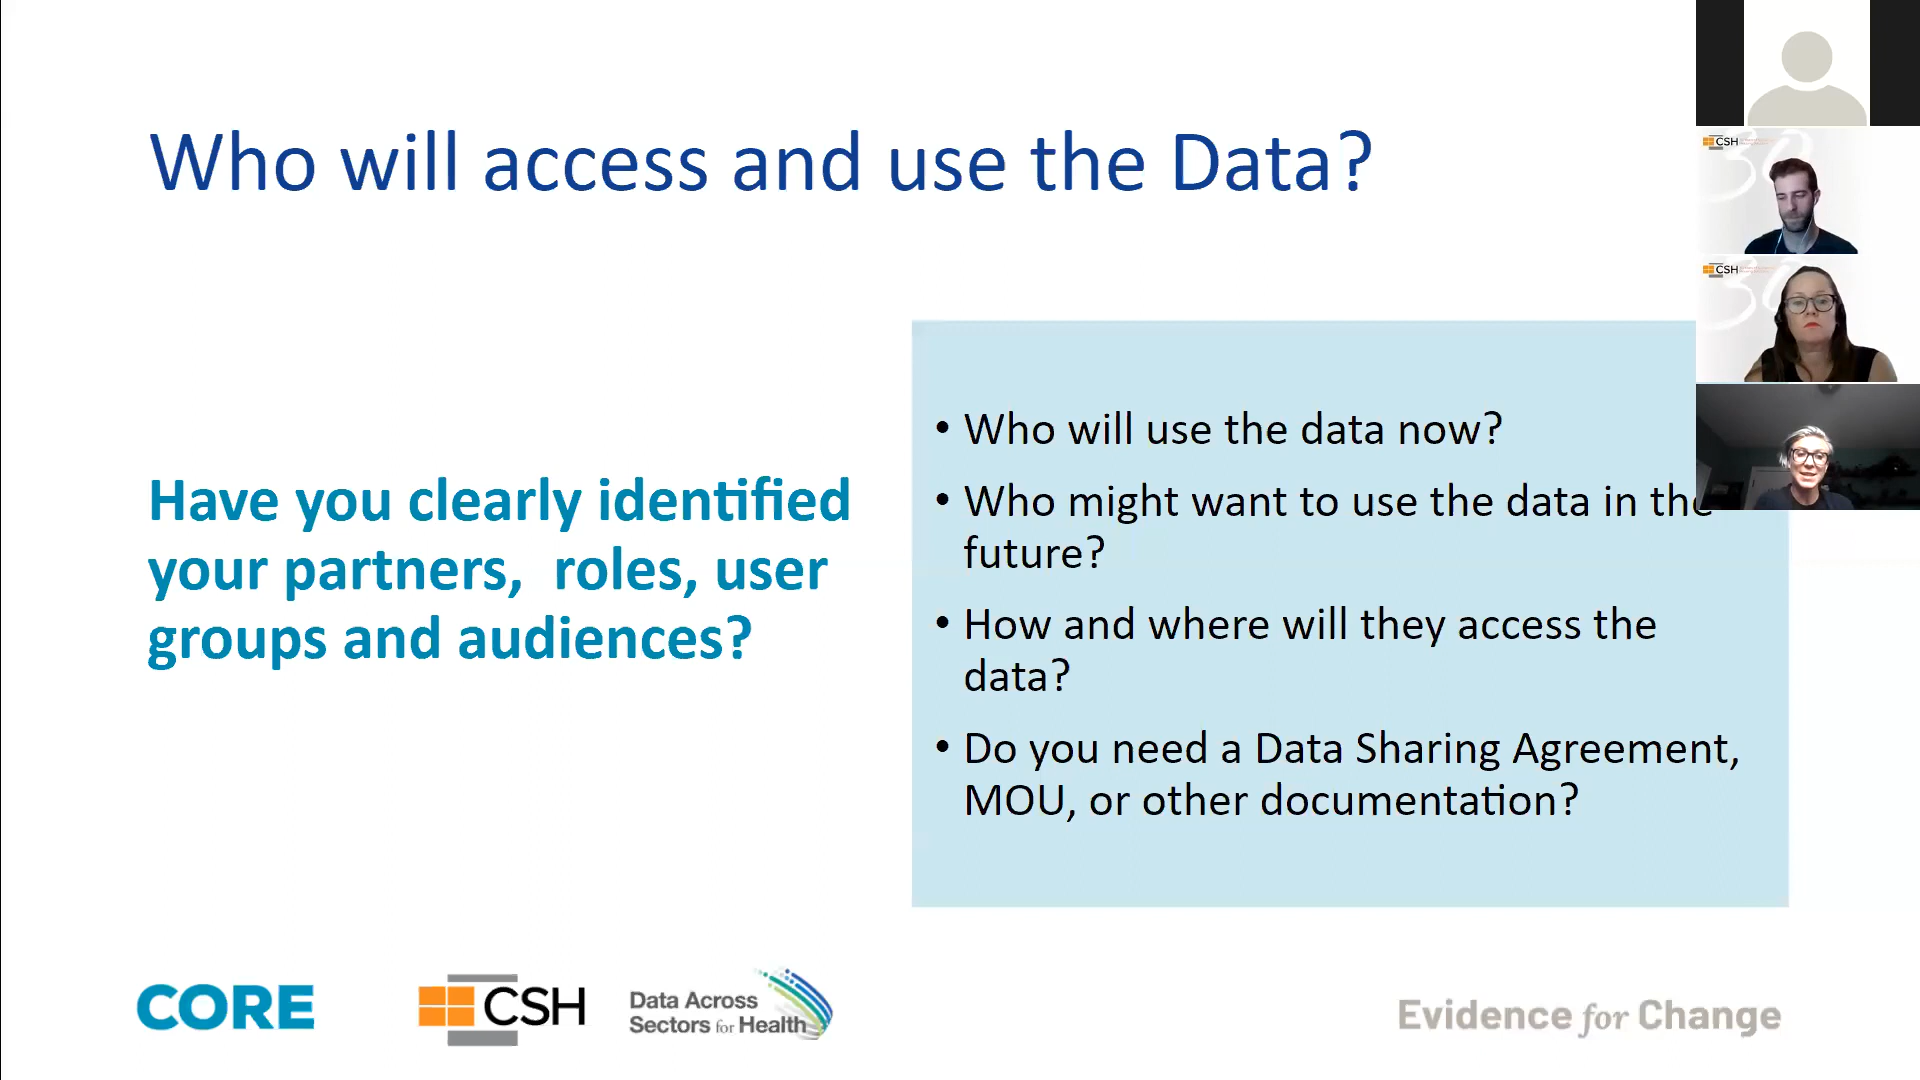 Who will access and use the Data?
Have you clearly identified
your partners,  roles, user
groups and audiences?
• Who will use the data now?
• Who might want to use the data in the
future?
• How and where will they access the
data?
• Do you need a Data Sharing Agreement,
MOU, or other documentation?
CSH
CSH
CORE
CSH
Data Across
Sectors for Health
Evidence for Change